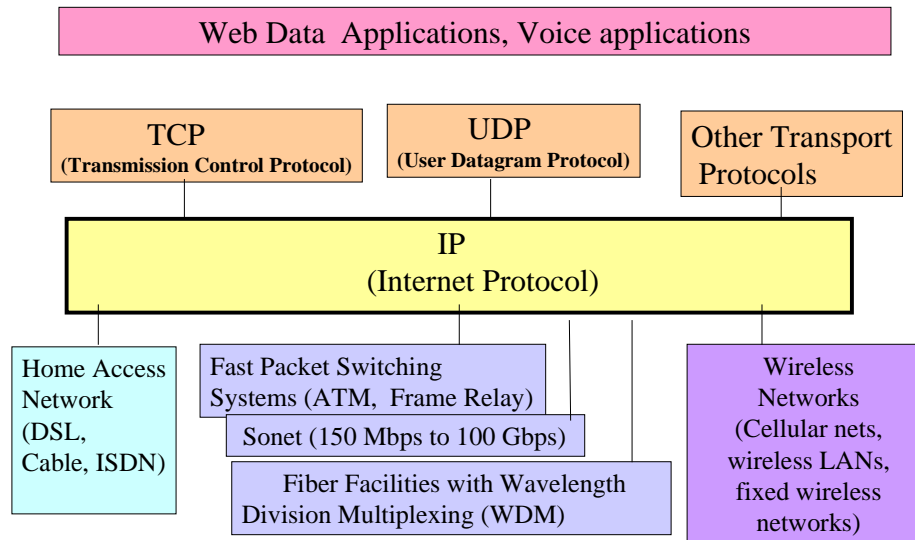 Web Data Applications, Voice applications
TCP
(Transmission Control Protocol)
UDP
(User Datagram Protocol)
Other Transport
Protocols
IP
(Internet Protocol)
Home Access
Network
(DSL,
Cable, ISDN)
Fast Packet Switching
Systems (ATM, Frame Relay)
Sonet (150 Mbps to 100 Gbps)
Fiber Facilities with Wavelength
Division Multiplexing (WDM)
Wireless
Networks
(Cellular nets,
wireless LANs,
fixed wireless
networks)